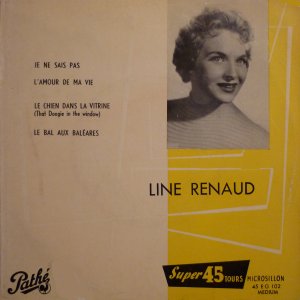 JE NE SAIS PAS
L'AMOUR DE MA VIE
LE CHIEN DANS LA VITRINE
(That Doogie in the window)
LE BAL AUX BALÉARES
LINE RENAUD
Pathé
Super 45 TOURS MICROSILLON
45 EG 102
MEDIUM